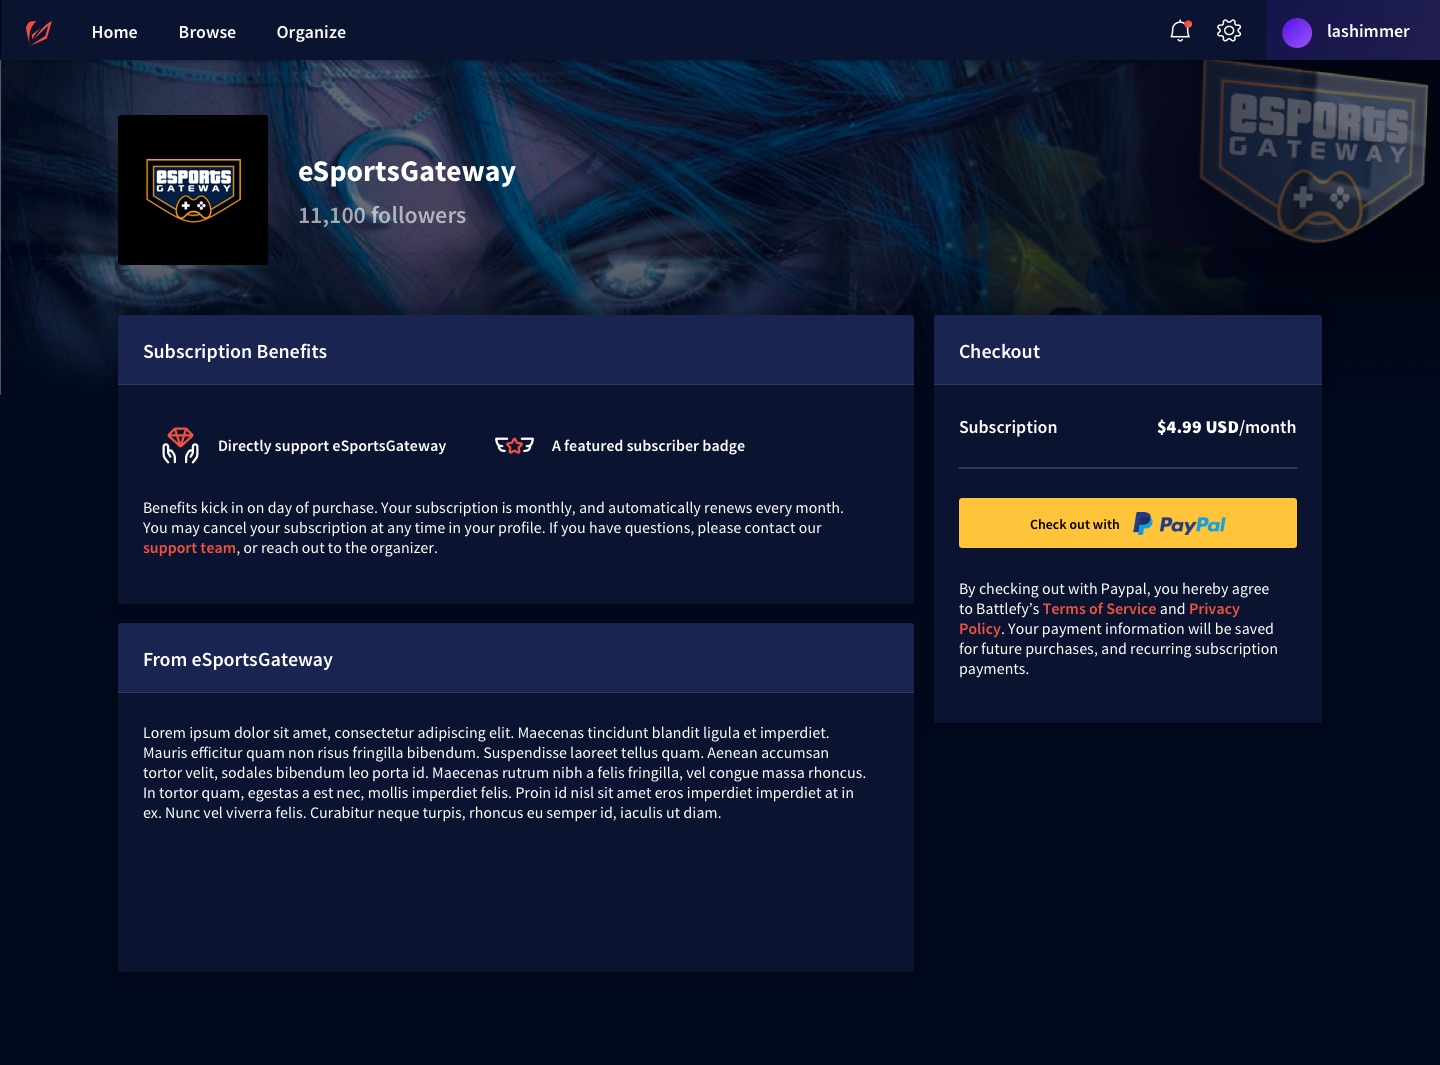 Home Browse Organize lashimmer
ESPORTS
GATEWAY
ESPORTS
GATEWAY
eSportsGateway
11,100 followers
Subscription Benefits
Directly support eSportsGateway
A featured subscriber badge
Benefits kick in on day of purchase. Your subscription is monthly, and automatically renews every month.
You may cancel your subscription at any time in your profile. If you have questions, please contact our
support team, or reach out to the organizer.
From eSportsGateway
Lorem ipsum dolor sit amet, consectetur adipiscing elit. Maecenas tincidunt blandit ligula et imperdiet.
Mauris efficitur quam non risus fringilla bibendum. Suspendisse laoreet tellus quam. Aenean accumsan
tortor velit, sodales bibendum leo porta id. Maecenas rutrum nibh a felis fringilla, vel congue massa rhoncus.
In tortor quam, egestas a est nec, mollis imperdiet felis. Proin id nisl sit amet eros imperdiet imperdiet at in
ex. Nunc vel viverra felis. Curabitur neque turpis, rhoncus eu semper id, iaculis ut diam.
Checkout
Subscription $4.99 USD/month
Check out with PayPal
By checking out with Paypal, you hereby agree
to Battlefy’s Terms of Service and Privacy
Policy. Your payment information will be saved
for future purchases, and recurring subscription
payments.